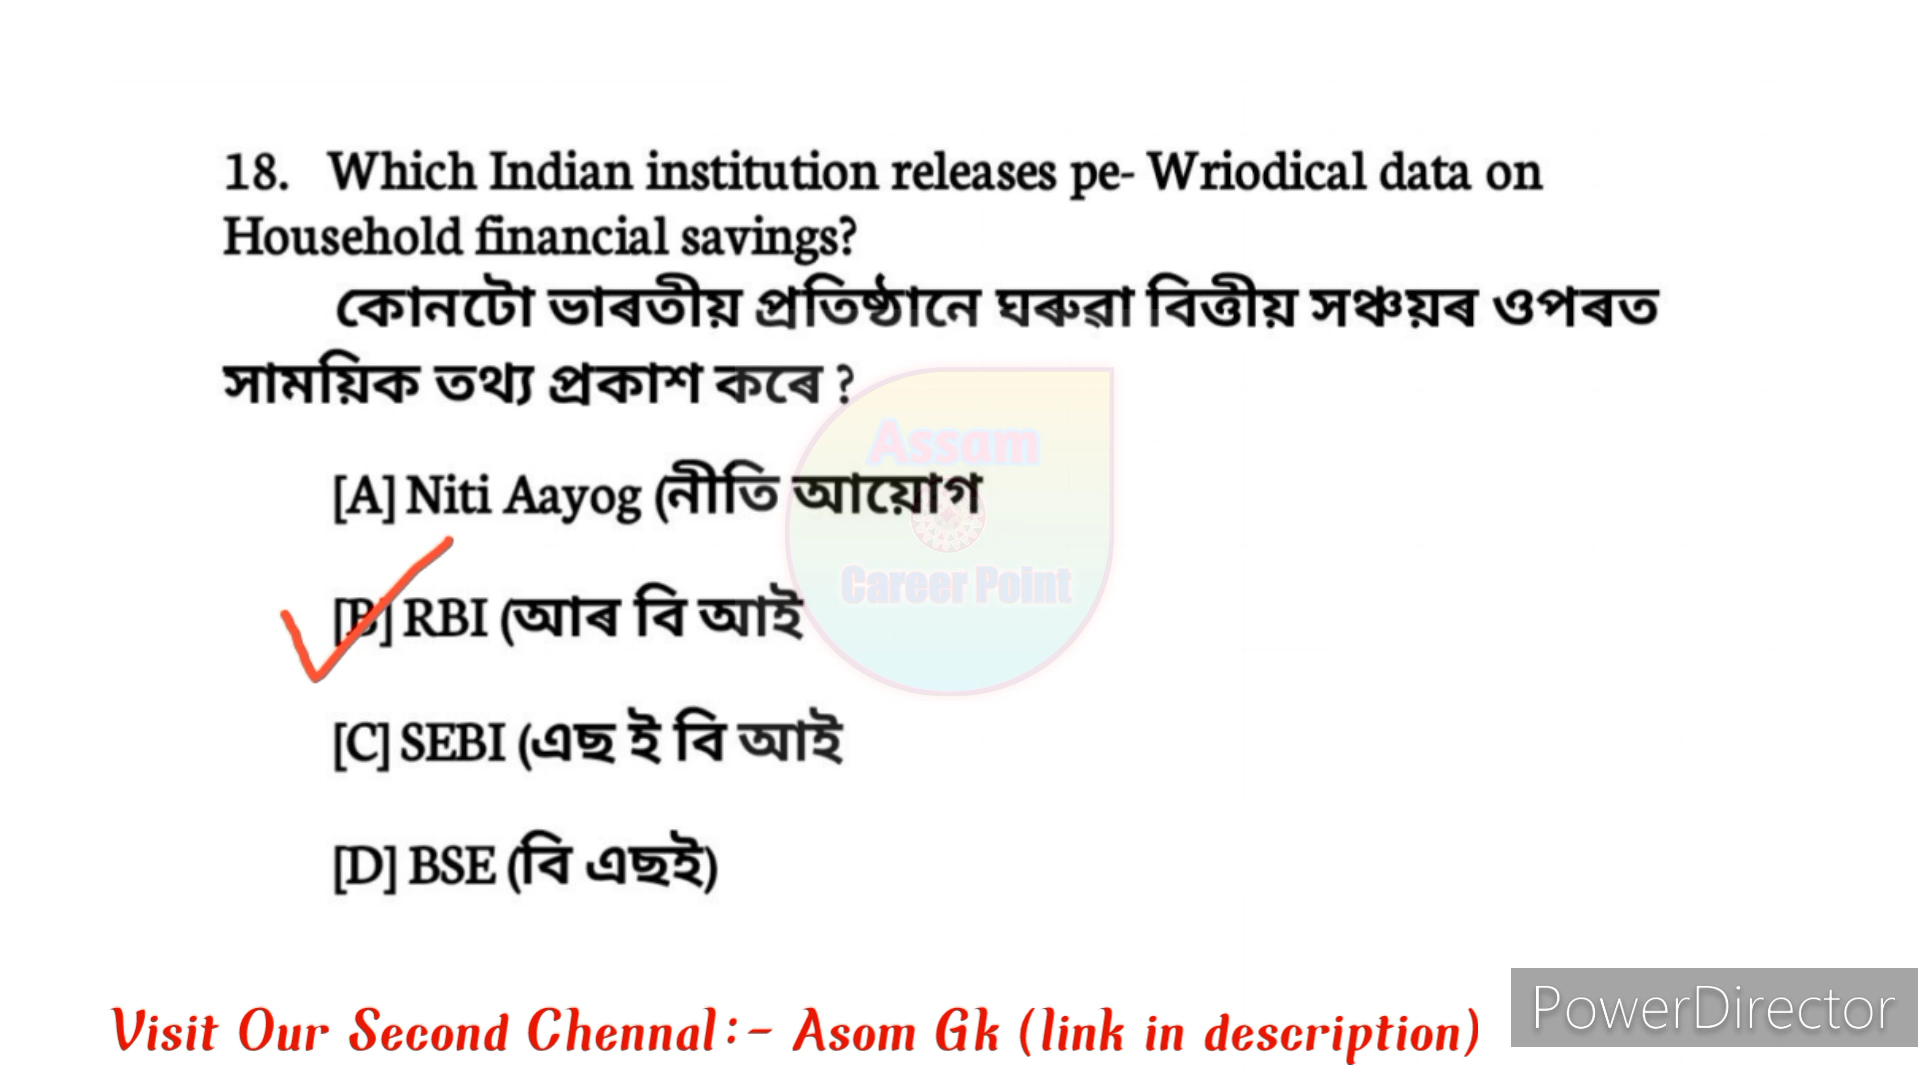 18. Which Indian institution releases pe- Wriodical data on
Household financial savings?
কোনটো ভাৰতীয় প্ৰতিষ্ঠানে ঘৰুৱা বিত্তীয় সঞ্চয়ৰ ওপৰত
সাময়িক তথ্য প্ৰকাশ কৰে ?
[A] Niti Aayog (নীতি আয়োগ
[B] RBI (আৰ বি আই
[C] SEBI (এছ ই বি আই
[D] BSE (বি এছই)
Assam
Career Point
Visit Our Second Chennal:- Asom Gk (link in description)
PowerDirector